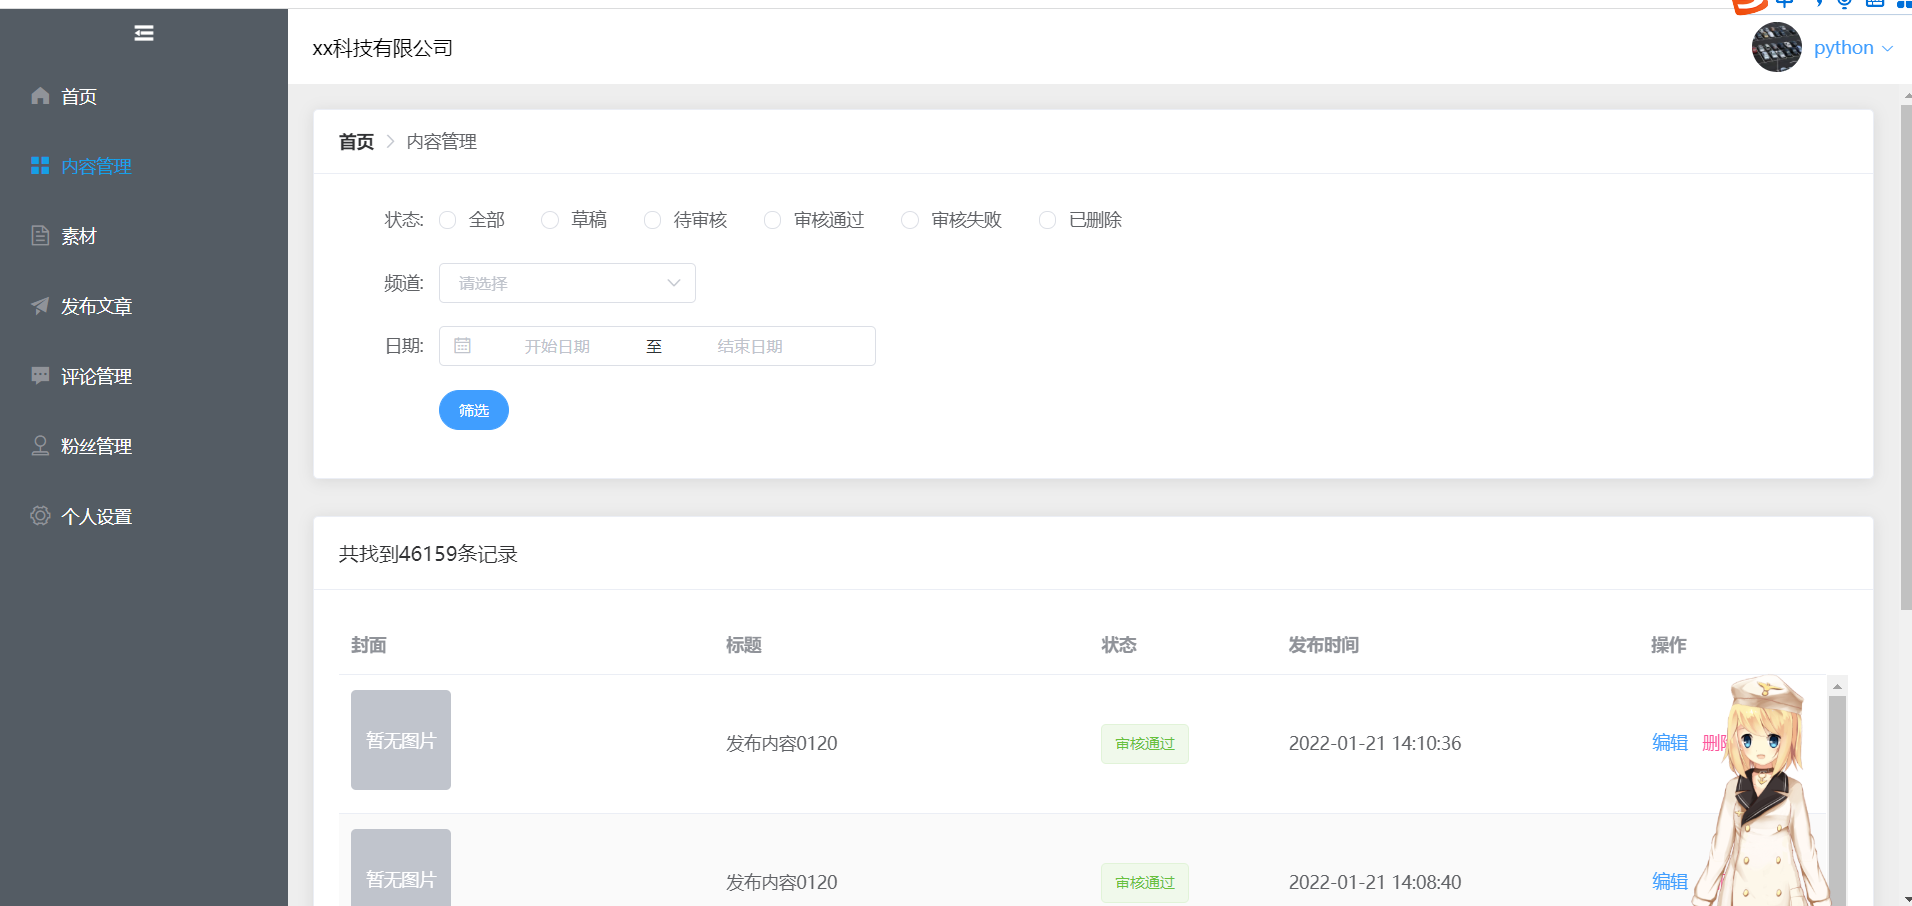 中
xx科技有限公司
python
首页
内容管理
素材
发布文章
评论管理
粉丝管理
个人设置
首页 内容管理
状态: 全部 草稿 待审核 审核通过 审核失败 已删除
频道: 请选择
日期: 开始日期 至 结束日期
筛选
共找到46159条记录
封面 标题 状态 发布时间 操作
暂无图片 发布内容0120 审核通过 2022-01-21 14:10:36 编辑 删除
暂无图片 发布内容0120 审核通过 2022-01-21 14:08:40 编辑